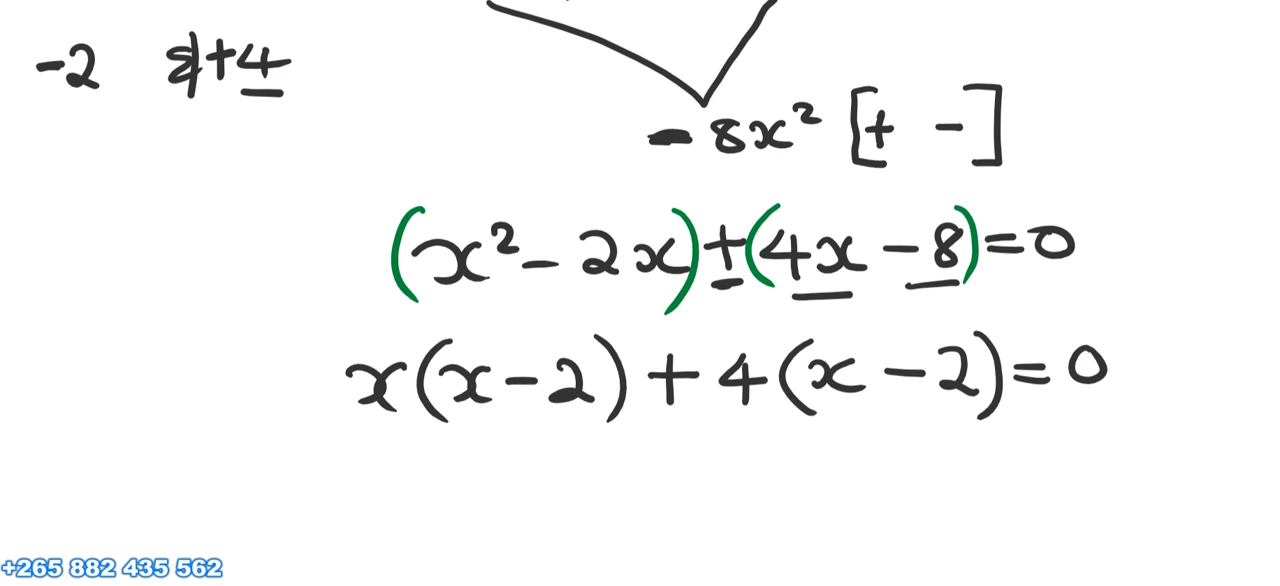 -2 &+4
-8x² [+ -]
(x²-2x)+(4x-8)=0
x(x-2)+4(x-2)=0
+265 882 435 562